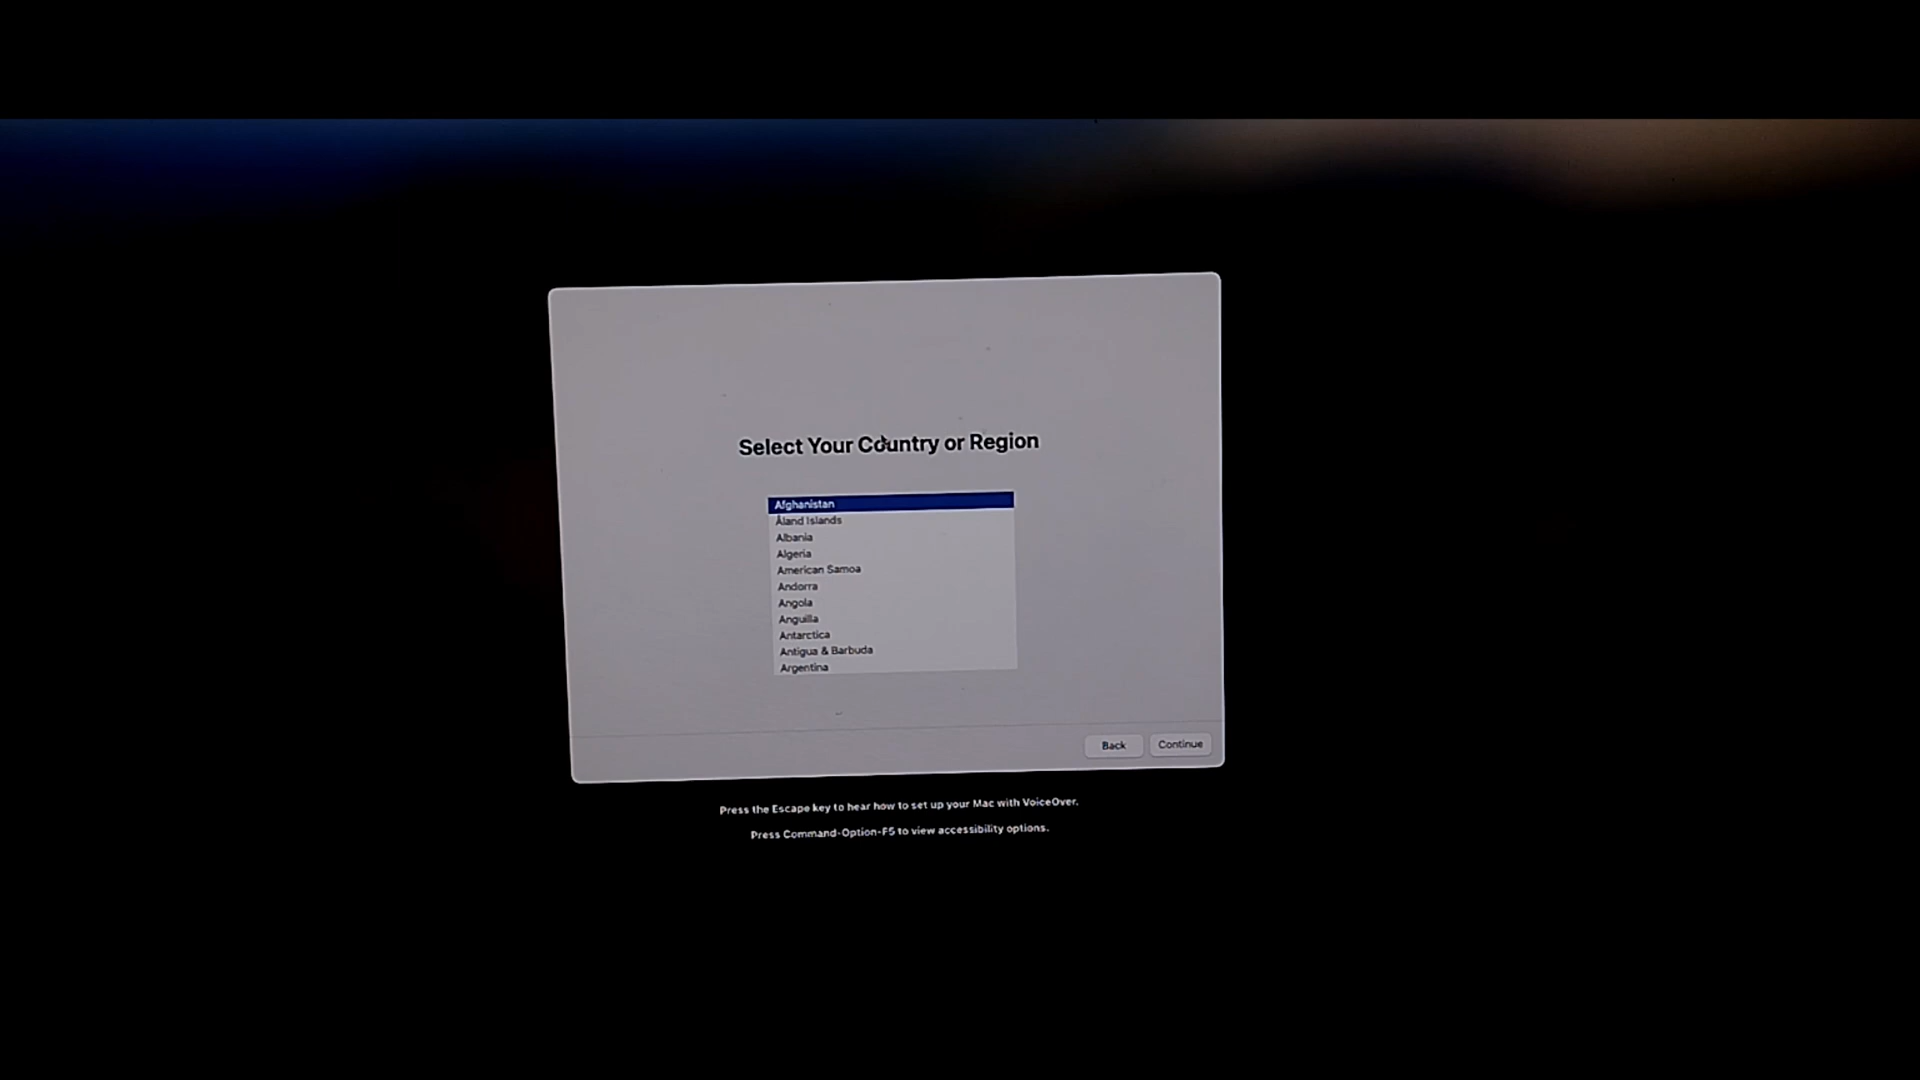 Select Your Country or Region
Afghanistan
Åland Islands
Albania
Algeria
American Samoa
Andorra
Angola
Anguilla
Antarctica
Antigua & Barbuda
Argentina
Back
Continue
Press the Escape key to hear how to set up your Mac with VoiceOver.
Press Command-Option-F5 to view accessibility options.